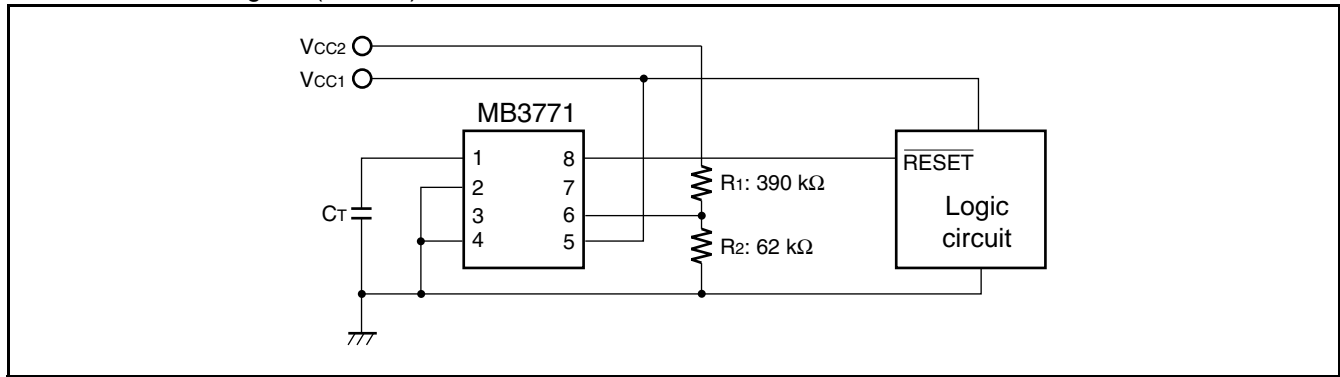 VCC2
VCC1
MB3771
1 8
2 7
3 6
4 5
CT
R1: 390 kΩ
R2: 62 kΩ
RESET
Logic
circuit